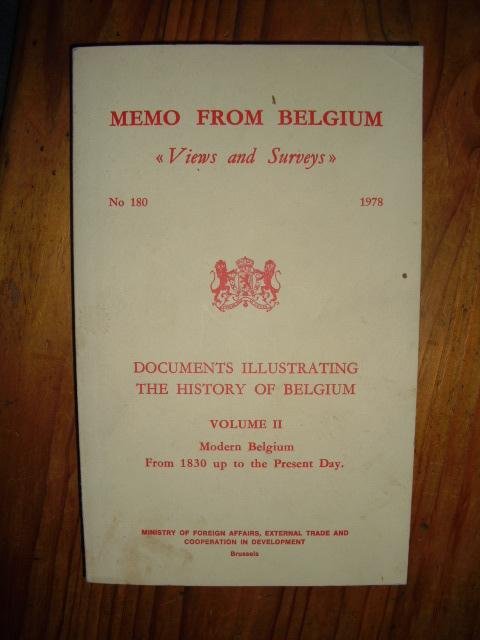 MEMO FROM BELGIUM
« Views and Surveys »
No 180 1978
DOCUMENTS ILLUSTRATING
THE HISTORY OF BELGIUM
VOLUME II
Modern Belgium
From 1830 up to the Present Day.
MINISTRY OF FOREIGN AFFAIRS, EXTERNAL TRADE AND
COOPERATION IN DEVELOPMENT
Brussels